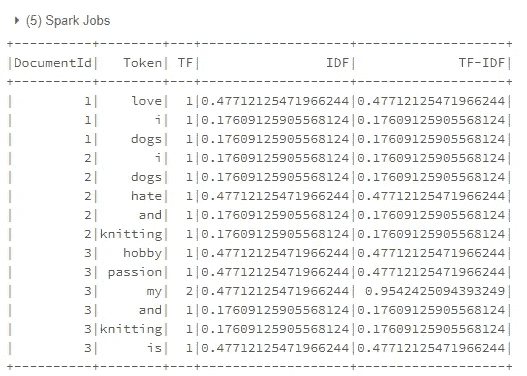 (5) Spark Jobs
+----------+--------+---+-------------------+-------------------+
|DocumentId|   Token| TF|                IDF|             TF-IDF|
+----------+--------+---+-------------------+-------------------+
|         1|    love|  1|0.47712125471966244|0.47712125471966244|
|         1|       i|  1|0.17609125905568124|0.17609125905568124|
|         1|    dogs|  1|0.17609125905568124|0.17609125905568124|
|         2|       i|  1|0.17609125905568124|0.17609125905568124|
|         2|    dogs|  1|0.17609125905568124|0.17609125905568124|
|         2|    hate|  1|0.47712125471966244|0.47712125471966244|
|         2|     and|  1|0.17609125905568124|0.17609125905568124|
|         2|knitting|  1|0.17609125905568124|0.17609125905568124|
|         3|   hobby|  1|0.47712125471966244|0.47712125471966244|
|         3| passion|  1|0.47712125471966244|0.47712125471966244|
|         3|      my|  2|0.47712125471966244| 0.9542425094393249|
|         3|     and|  1|0.17609125905568124|0.17609125905568124|
|         3|knitting|  1|0.17609125905568124|0.17609125905568124|
|         3|      is|  1|0.47712125471966244|0.47712125471966244|
+----------+--------+---+-------------------+-------------------+